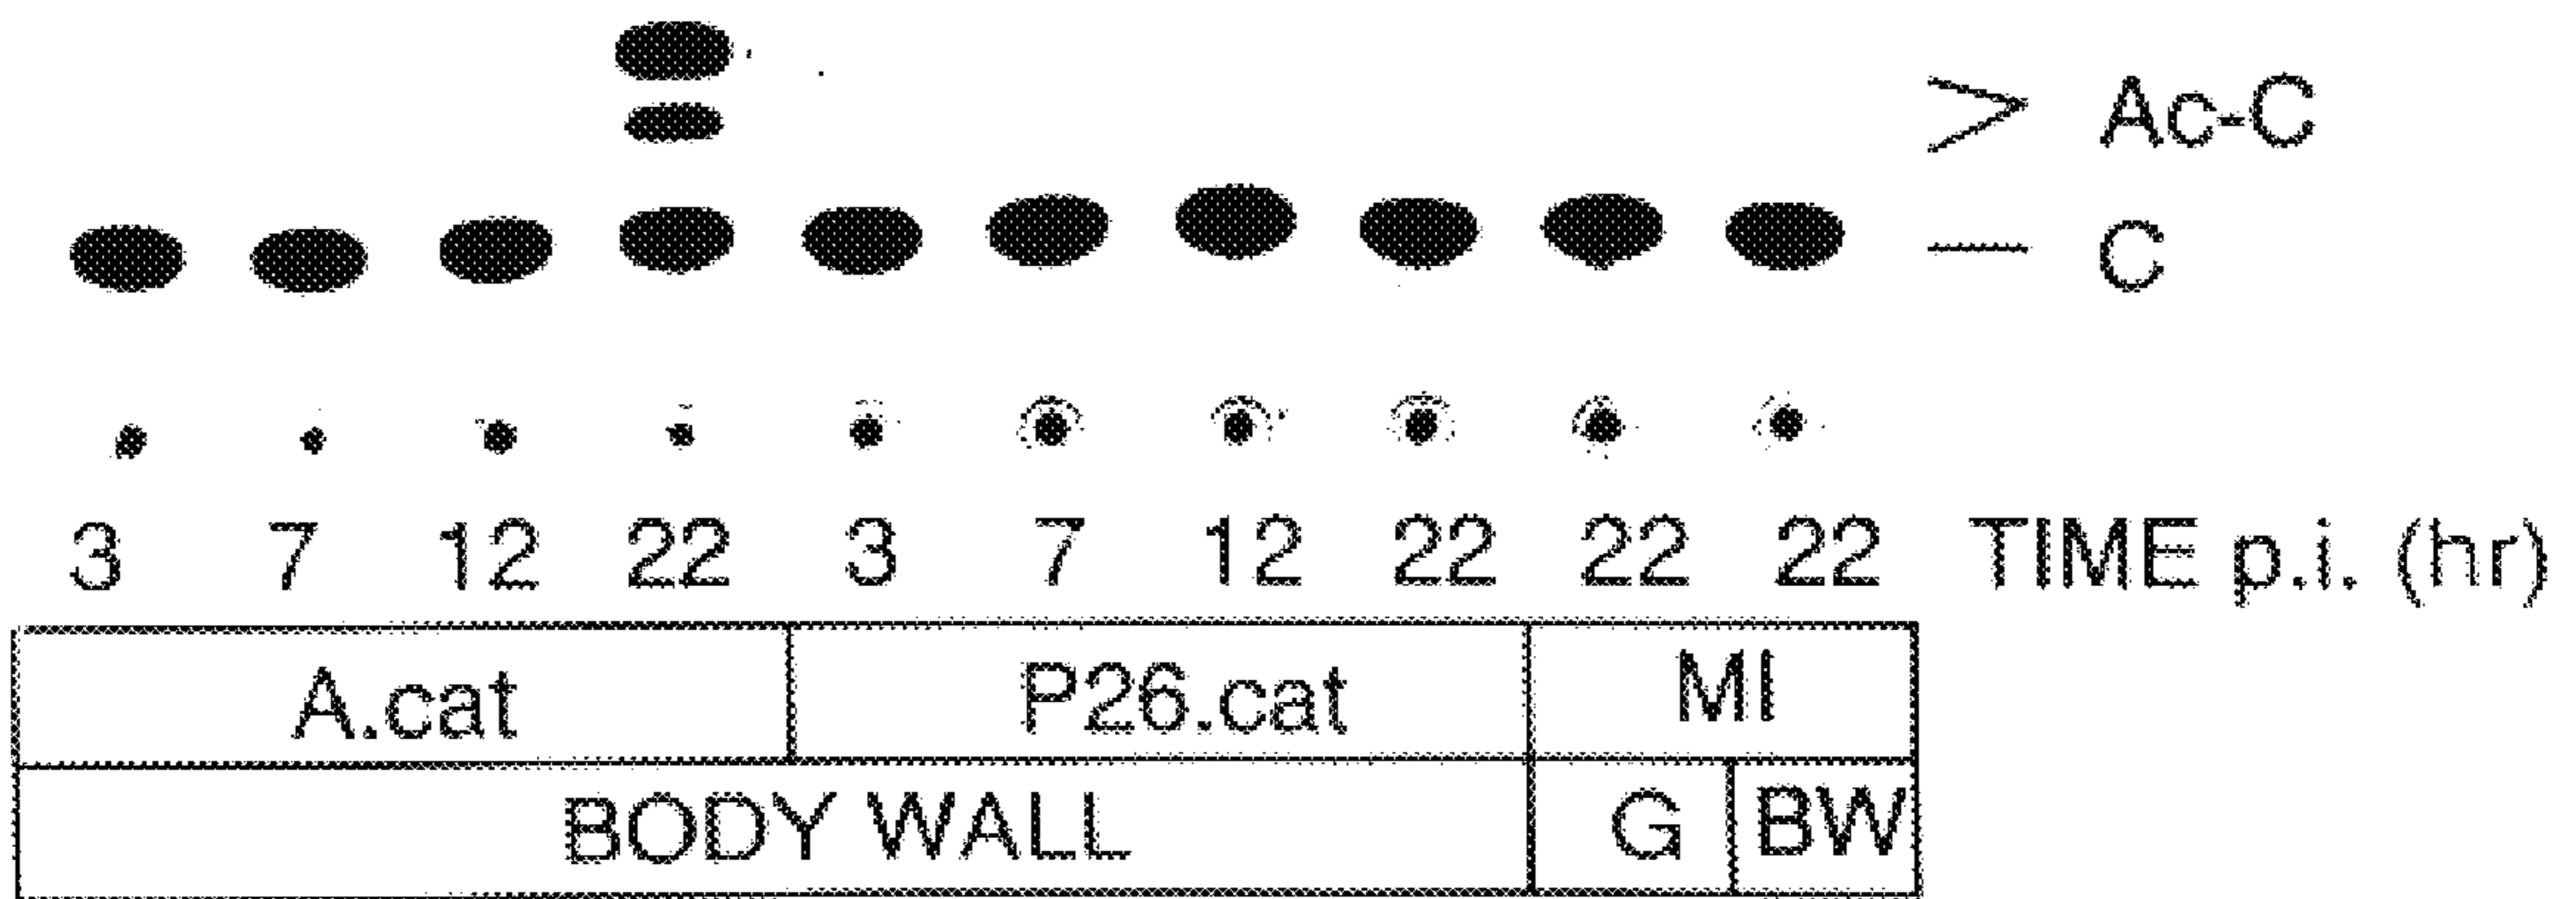 Ac-C
C
3 7 12 22 3 7 12 22 22 22 TIME p.i. (hr)
A.cat P26.cat MI
BODY WALL G BW